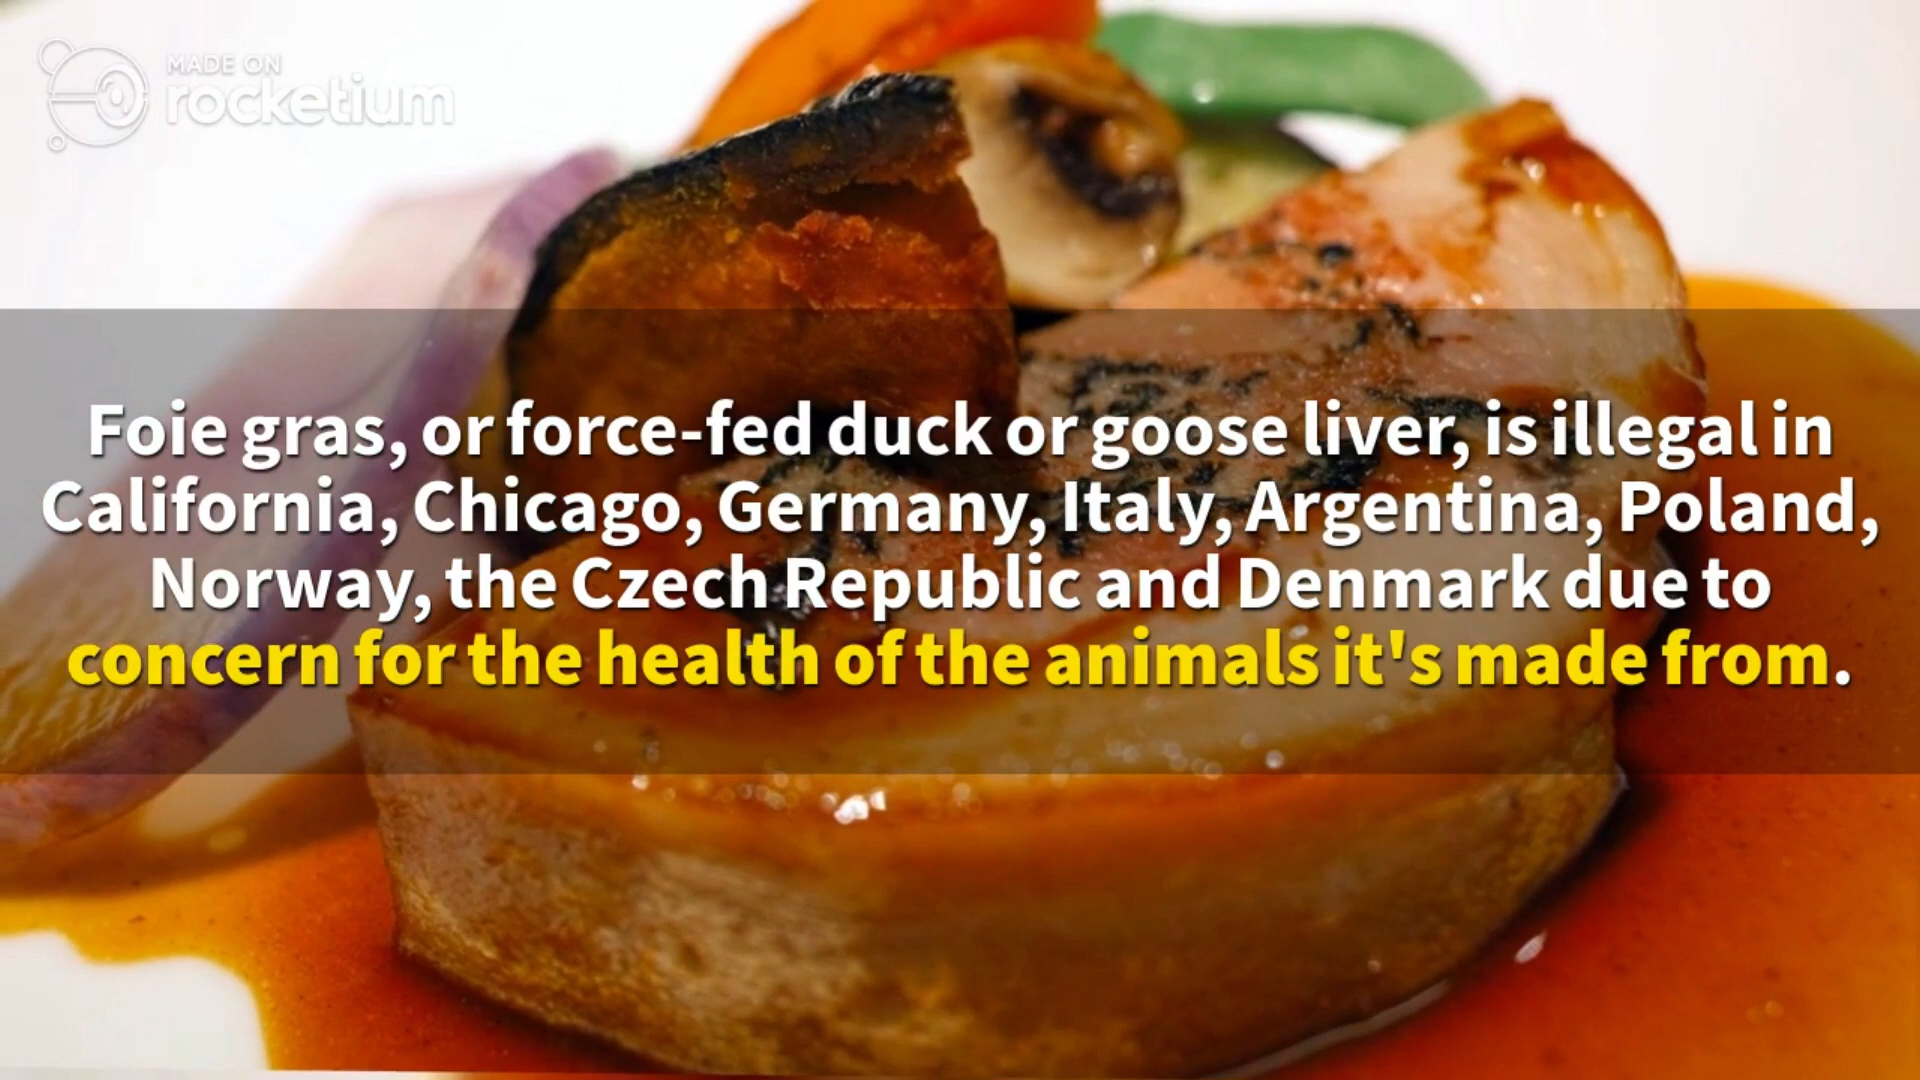 MADE ON
rocketium
Foie gras, or force-fed duck or goose liver, is illegal in
California, Chicago, Germany, Italy, Argentina, Poland,
Norway, the Czech Republic and Denmark due to
concern for the health of the animals it's made from.